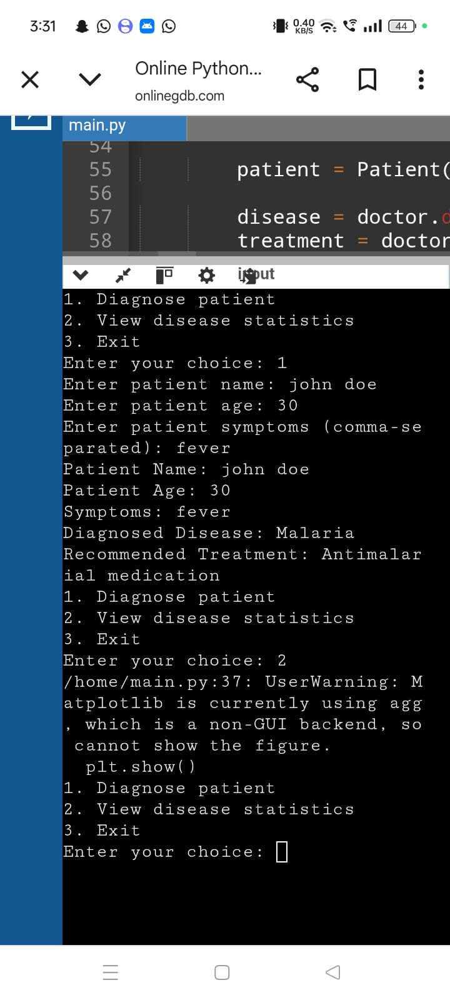 3:31
0.40
KB/S
44
Online Python...
onlinegdb.com
main.py
54
55 patient = Patient(
56
57 disease = doctor.d
58 treatment = doctor
input
1. Diagnose patient
2. View disease statistics
3. Exit
Enter your choice: 1
Enter patient name: john doe
Enter patient age: 30
Enter patient symptoms (comma-se
parated): fever
Patient Name: john doe
Patient Age: 30
Symptoms: fever
Diagnosed Disease: Malaria
Recommended Treatment: Antimalar
ial medication
1. Diagnose patient
2. View disease statistics
3. Exit
Enter your choice: 2
/home/main.py:37: UserWarning: M
atplotlib is currently using agg
, which is a non-GUI backend, so
 cannot show the figure.
  plt.show()
1. Diagnose patient
2. View disease statistics
3. Exit
Enter your choice: